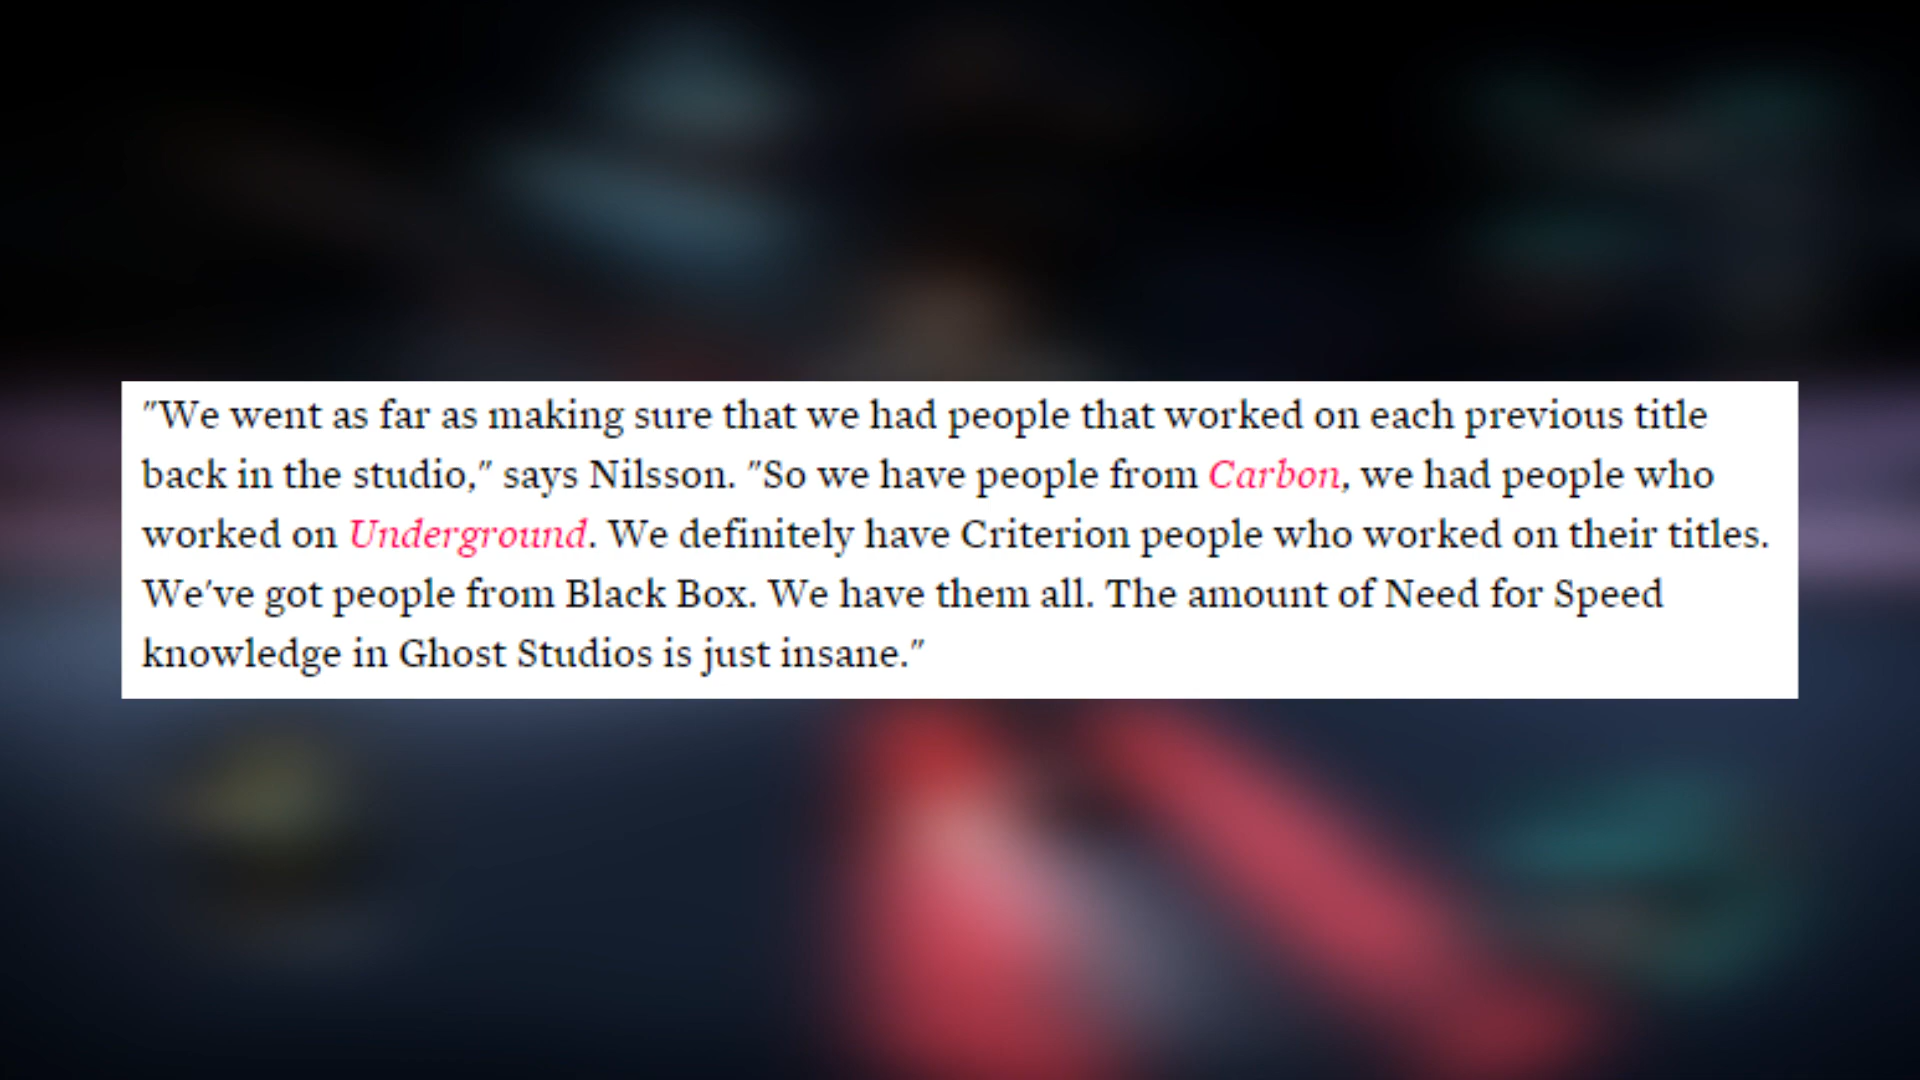 "We went as far as making sure that we had people that worked on each previous title
back in the studio," says Nilsson. "So we have people from Carbon, we had people who
worked on Underground. We definitely have Criterion people who worked on their titles.
We've got people from Black Box. We have them all. The amount of Need for Speed
knowledge in Ghost Studios is just insane."